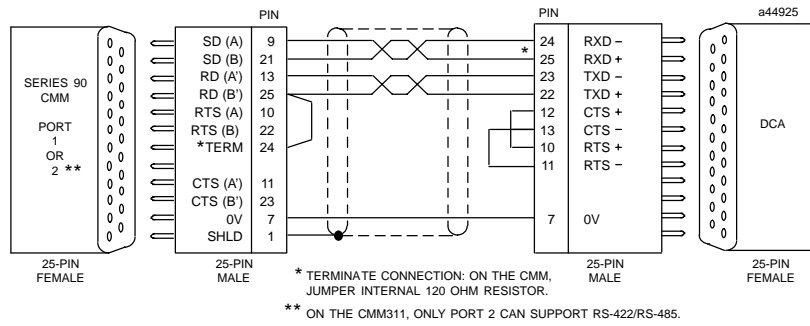 PIN PIN a44925
SERIES 90
CMM
PORT
1
OR
2 **
SD (A) 9 24 RXD –
SD (B) 21 * 25 RXD +
RD (A') 13 23 TXD –
RD (B') 25 22 TXD +
RTS (A) 10 12 CTS +
RTS (B) 22 13 CTS –
*TERM 24 10 RTS +
11 RTS –
CTS (A') 11
CTS (B') 23
0V 7 7 0V
SHLD 1
DCA
25-PIN
FEMALE
25-PIN
MALE
25-PIN
MALE
25-PIN
FEMALE
* TERMINATE CONNECTION: ON THE CMM,
JUMPER INTERNAL 120 OHM RESISTOR.
** ON THE CMM311, ONLY PORT 2 CAN SUPPORT RS-422/RS-485.